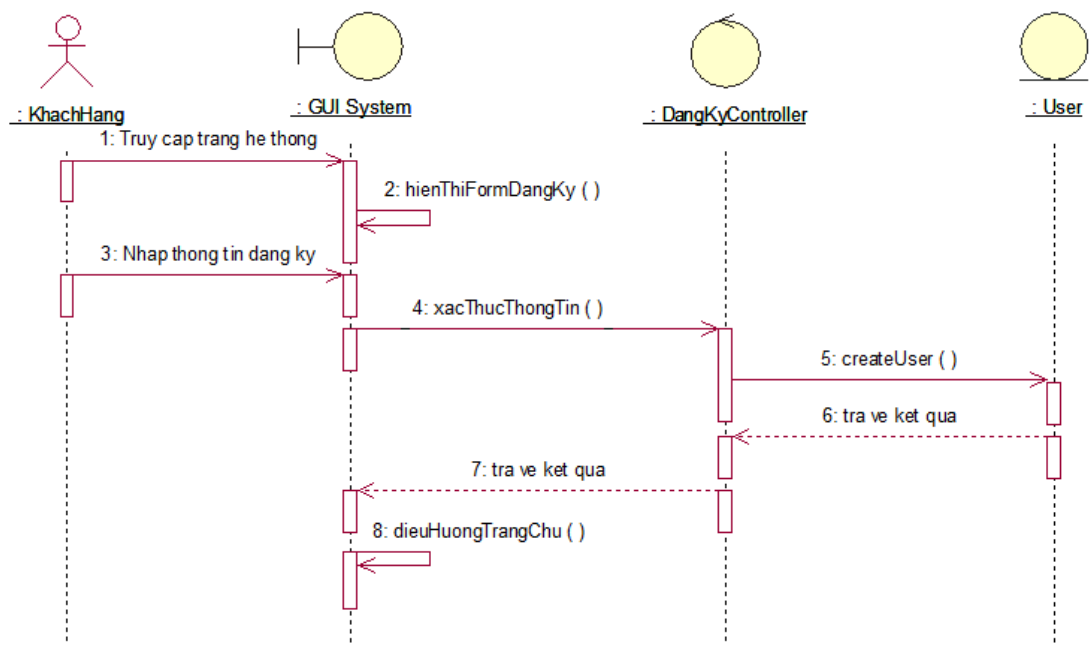 : KhachHang
: GUI System
: DangKyController
: User
1: Truy cap trang he thong
2: hienThiFormDangKy ( )
3: Nhap thong tin dang ky
4: xacThucThongTin ( )
5: createUser ( )
6: tra ve ket qua
7: tra ve ket qua
8: dieuHuongTrangChu ( )